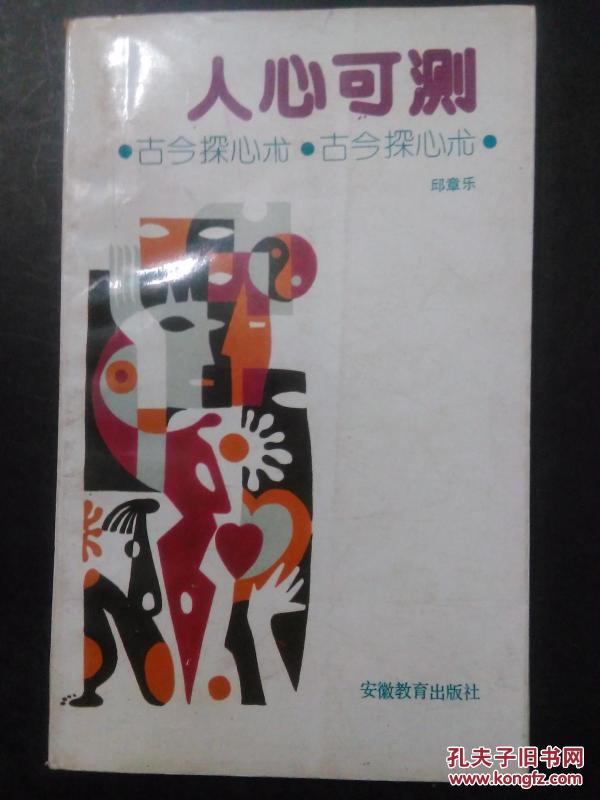 人心可测
•古今探心术•古今探心术•
邱章乐
安徽教育出版社
孔夫子旧书网
www.kongfz.com